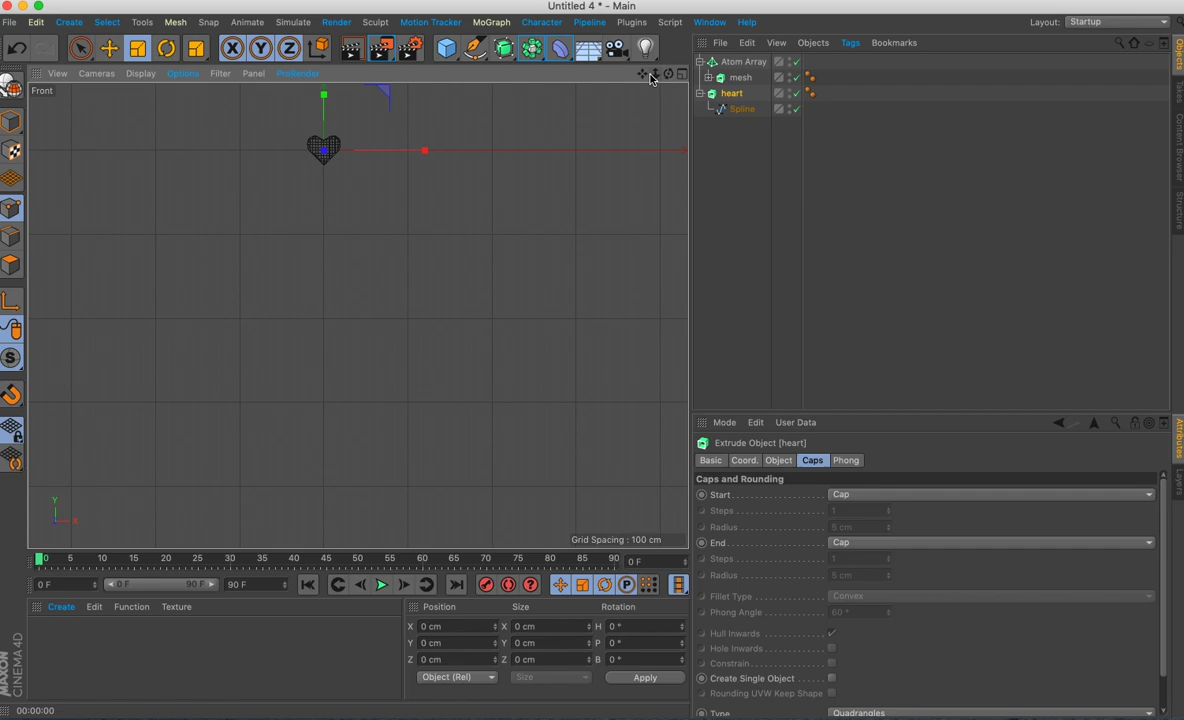 Untitled 4 * - Main
File Edit Create Select Tools Mesh Snap Animate Simulate Render Sculpt Motion Tracker MoGraph Character Pipeline Plugins Script Window Help Layout: Startup
X Y Z
File Edit View Objects Tags Bookmarks
View Cameras Display Options Filter Panel ProRender
Front
Atom Array
mesh
heart
Spline
Objects
Takes
Content Browser
Structure
Mode Edit User Data
Extrude Object [heart]
Basic Coord. Object Caps Phong
Caps and Rounding
Start Cap
Steps 1
Radius 5 cm
End Cap
Steps 1
Radius 5 cm
Fillet Type Convex
Phong Angle 60 °
Hull Inwards
Hole Inwards
Constrain
Create Single Object
Rounding UVW Keep Shape
Type Quadrangles
Attributes
Layers
S
Y
X
Grid Spacing : 100 cm
0 5 10 15 20 25 30 35 40 45 50 55 60 65 70 75 80 85 90 0 F
0 F 0 F 90 F 90 F
P
Create Edit Function Texture
Position Size Rotation
X 0 cm X 0 cm H 0 °
Y 0 cm Y 0 cm P 0 °
Z 0 cm Z 0 cm B 0 °
Object (Rel) Size Apply
MAXON
CINEMA 4D
00:00:00